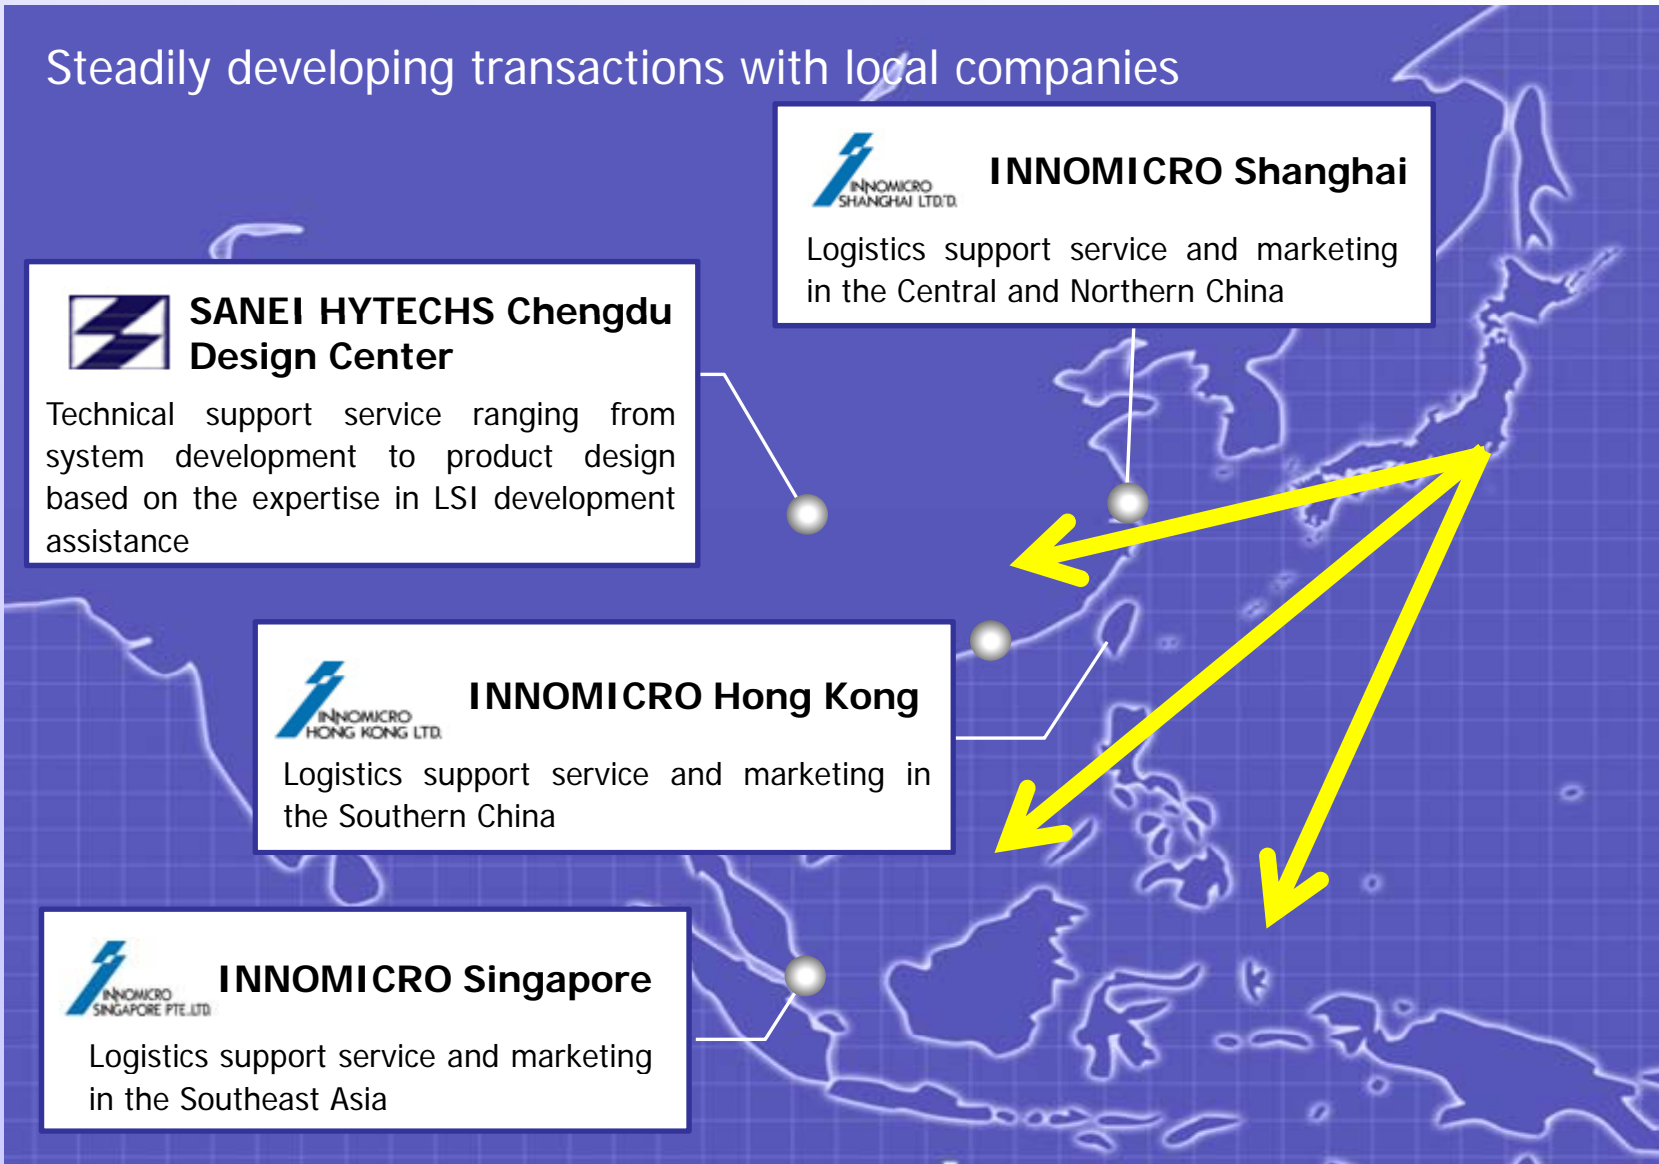 Steadily developing transactions with local companies
INNOMICRO
SHANGHAI LTD.
INNOMICRO Shanghai
Logistics support service and marketing
in the Central and Northern China
SANEI HYTECHS Chengdu
Design Center
Technical support service ranging from
system development to product design
based on the expertise in LSI development
assistance
INNOMICRO
HONG KONG LTD.
INNOMICRO Hong Kong
Logistics support service and marketing in
the Southern China
INNOMICRO
SINGAPORE PTE.LTD.
INNOMICRO Singapore
Logistics support service and marketing
in the Southeast Asia